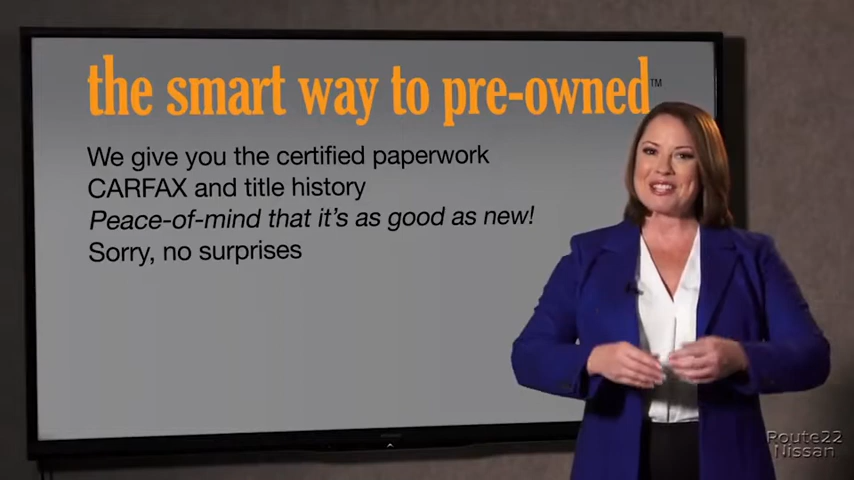 the smart way to pre-owned™
We give you the certified paperwork
CARFAX and title history
Peace-of-mind that it's as good as new!
Sorry, no surprises
Route22
Nissan